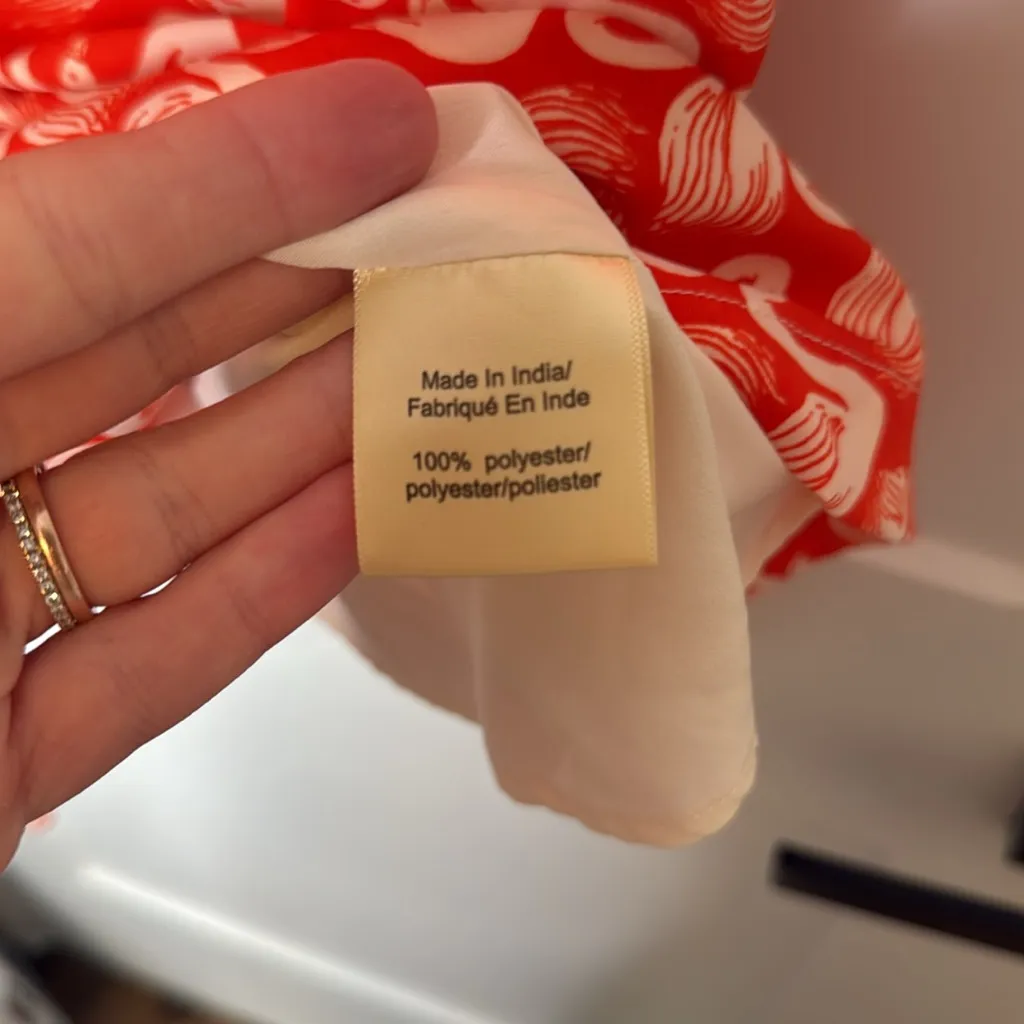 Made In India/
Fabriqué En Inde
100% polyester/
polyester/poliester